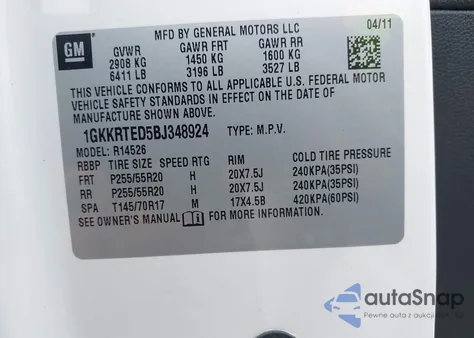 GM
MFD BY GENERAL MOTORS LLC
04/11
GVWR GAWR FRT GAWR RR
2908 KG 1450 KG 1600 KG
6411 LB 3196 LB 3527 LB
THIS VEHICLE CONFORMS TO ALL APPLICABLE U.S. FEDERAL MOTOR
VEHICLE SAFETY STANDARDS IN EFFECT ON THE DATE OF
MANUFACTURE SHOWN ABOVE.
1GKKRTED5BJ348924 TYPE: M.P.V.
MODEL: R14526
RBBP TIRE SIZE SPEED RTG RIM COLD TIRE PRESSURE
FRT P255/55R20 H 20X7.5J 240KPA(35PSI)
RR P255/55R20 H 20X7.5J 240KPA(35PSI)
SPA T145/70R17 M 17X4.5B 420KPA(60PSI)
SEE OWNER'S MANUAL FOR MORE INFORMATION
autaSnap
Pewne auta z aukcji